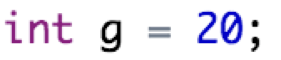 int g = 20;